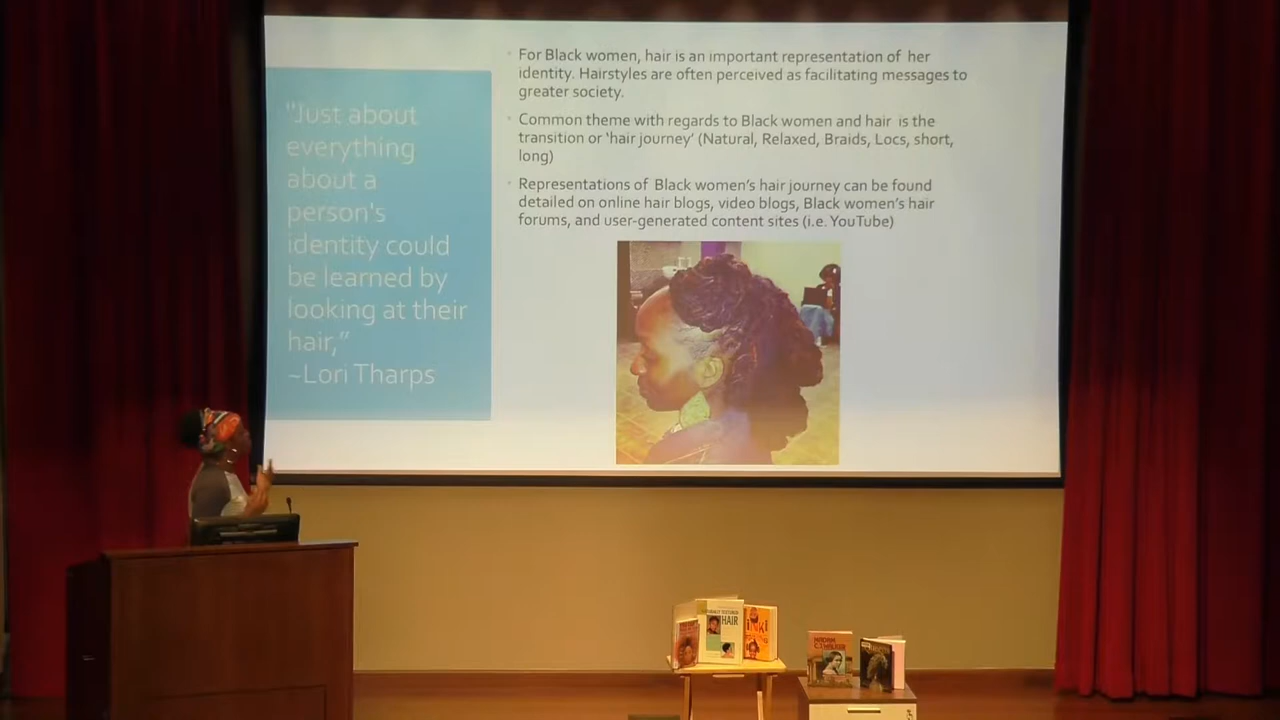 "Just about
everything
about a
person's
identity could
be learned by
looking at their
hair,"
~Lori Tharps
For Black women, hair is an important representation of her
identity. Hairstyles are often perceived as facilitating messages to
greater society.
Common theme with regards to Black women and hair is the
transition or 'hair journey' (Natural, Relaxed, Braids, Locs, short,
long)
Representations of Black women's hair journey can be found
detailed on online hair blogs, video blogs, Black women's hair
forums, and user-generated content sites (i.e. YouTube)
HAIR